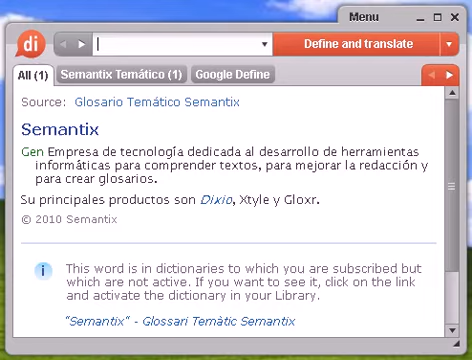 Menu
di
Define and translate
All (1) Semantix Temático (1) Google Define
Source: Glosario Temático Semantix
Semantix
Gen Empresa de tecnología dedicada al desarrollo de herramientas
informáticas para comprender textos, para mejorar la redacción y
para crear glosarios.
Su principales productos son Dixio, Xtyle y Gloxr.
© 2010 Semantix
i
This word is in dictionaries to which you are subscribed but
which are not active. If you want to see it, click on the link
and activate the dictionary in your Library.
"Semantix" - Glossari Temàtic Semantix